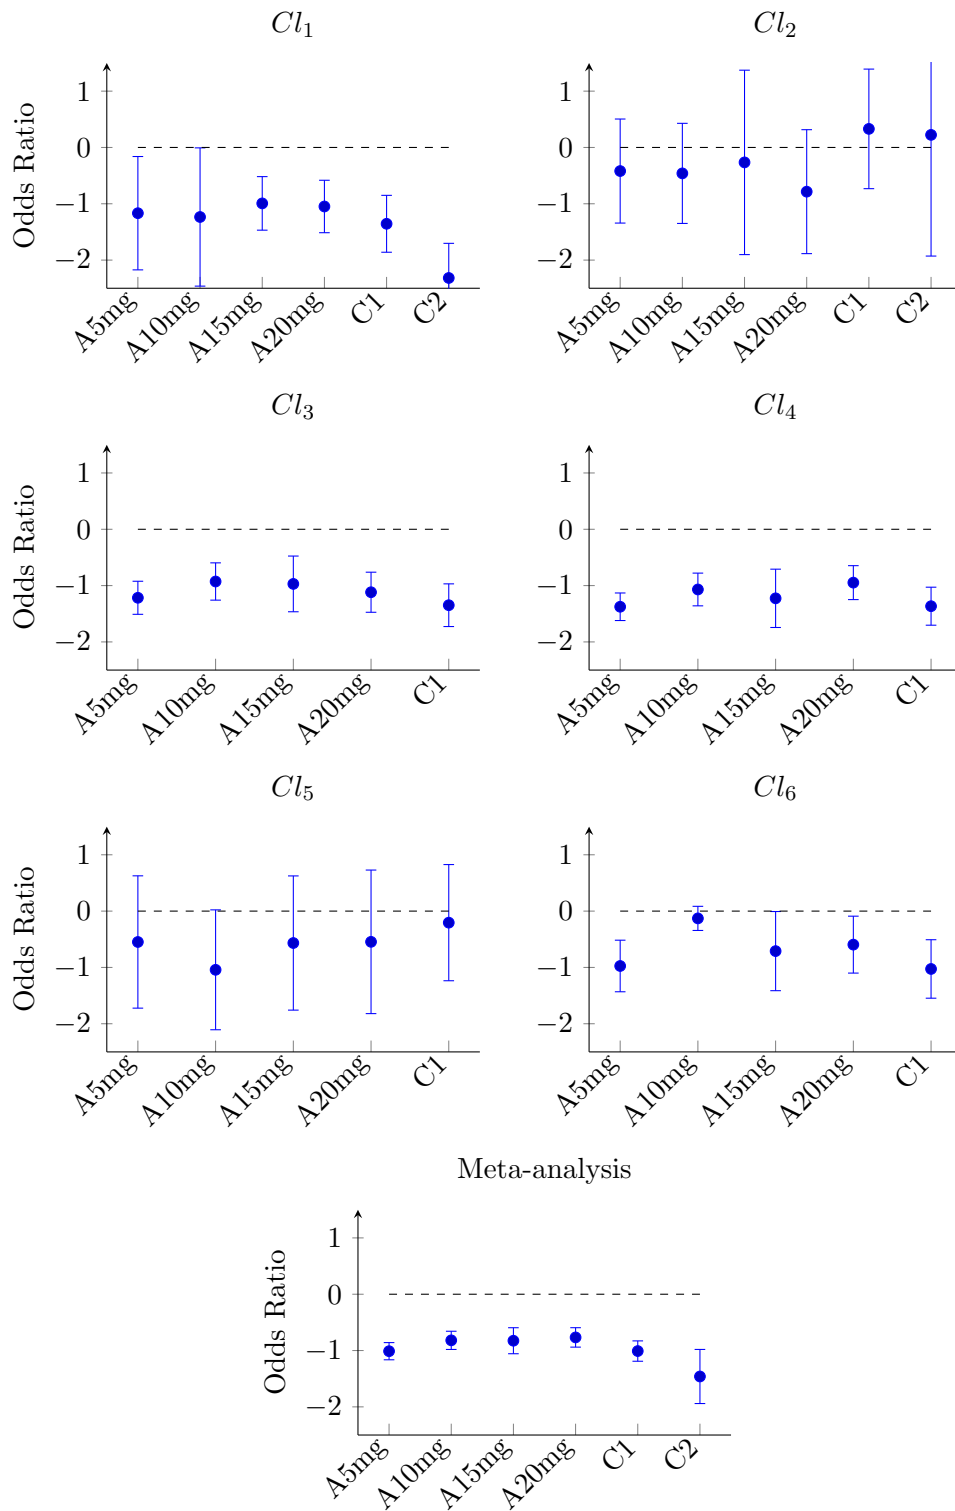 Cl₁
Odds Ratio
1
0
−1
−2
A5mg
A10mg
A15mg
A20mg
C1
C2
Cl₂
1
0
−1
−2
A5mg
A10mg
A15mg
A20mg
C1
C2
Cl₃
Odds Ratio
1
0
−1
−2
A5mg
A10mg
A15mg
A20mg
C1
Cl₄
1
0
−1
−2
A5mg
A10mg
A15mg
A20mg
C1
Cl₅
Odds Ratio
1
0
−1
−2
A5mg
A10mg
A15mg
A20mg
C1
Cl₆
1
0
−1
−2
A5mg
A10mg
A15mg
A20mg
C1
Meta-analysis
Odds Ratio
1
0
−1
−2
A5mg
A10mg
A15mg
A20mg
C1
C2